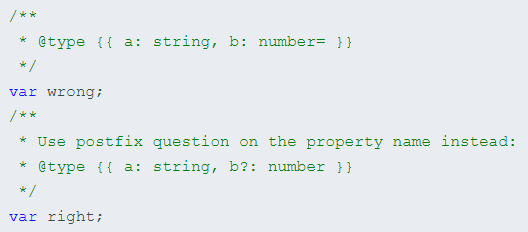 /**
 * @type {{ a: string, b: number= }}
 */
var wrong;
/**
 * Use postfix question on the property name instead:
 * @type {{ a: string, b?: number }}
 */
var right;